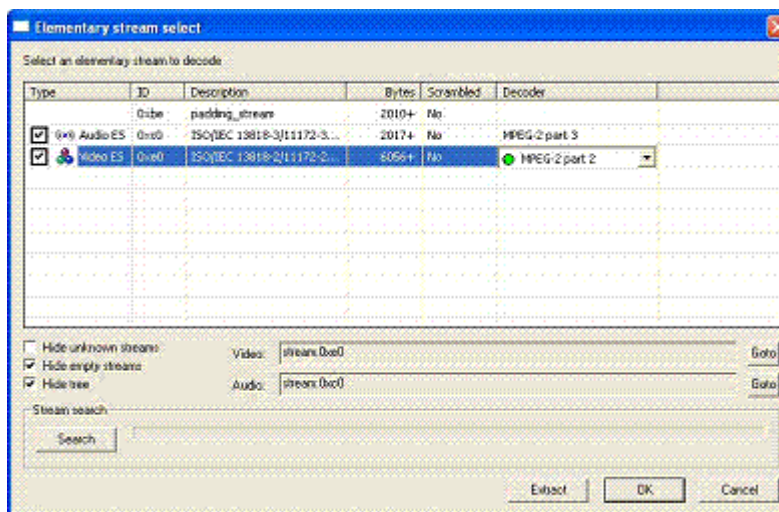 Elementary stream select
Select an elementary stream to decode
Type ID Description Bytes Scrambled Decoder
0xbe padding_stream 2010+ No
Audio ES 0xc0 ISO/IEC 13818-3/11172-3... 2017+ No MPEG-2 part 3
Video ES 0xe0 ISO/IEC 13818-2/11172-2... 6056+ No MPEG-2 part 2
Hide unknown streams
Hide empty streams
Hide tree
Video: stream:0xe0 Goto
Audio: stream:0xc0 Goto
Stream search
Search
Extract OK Cancel